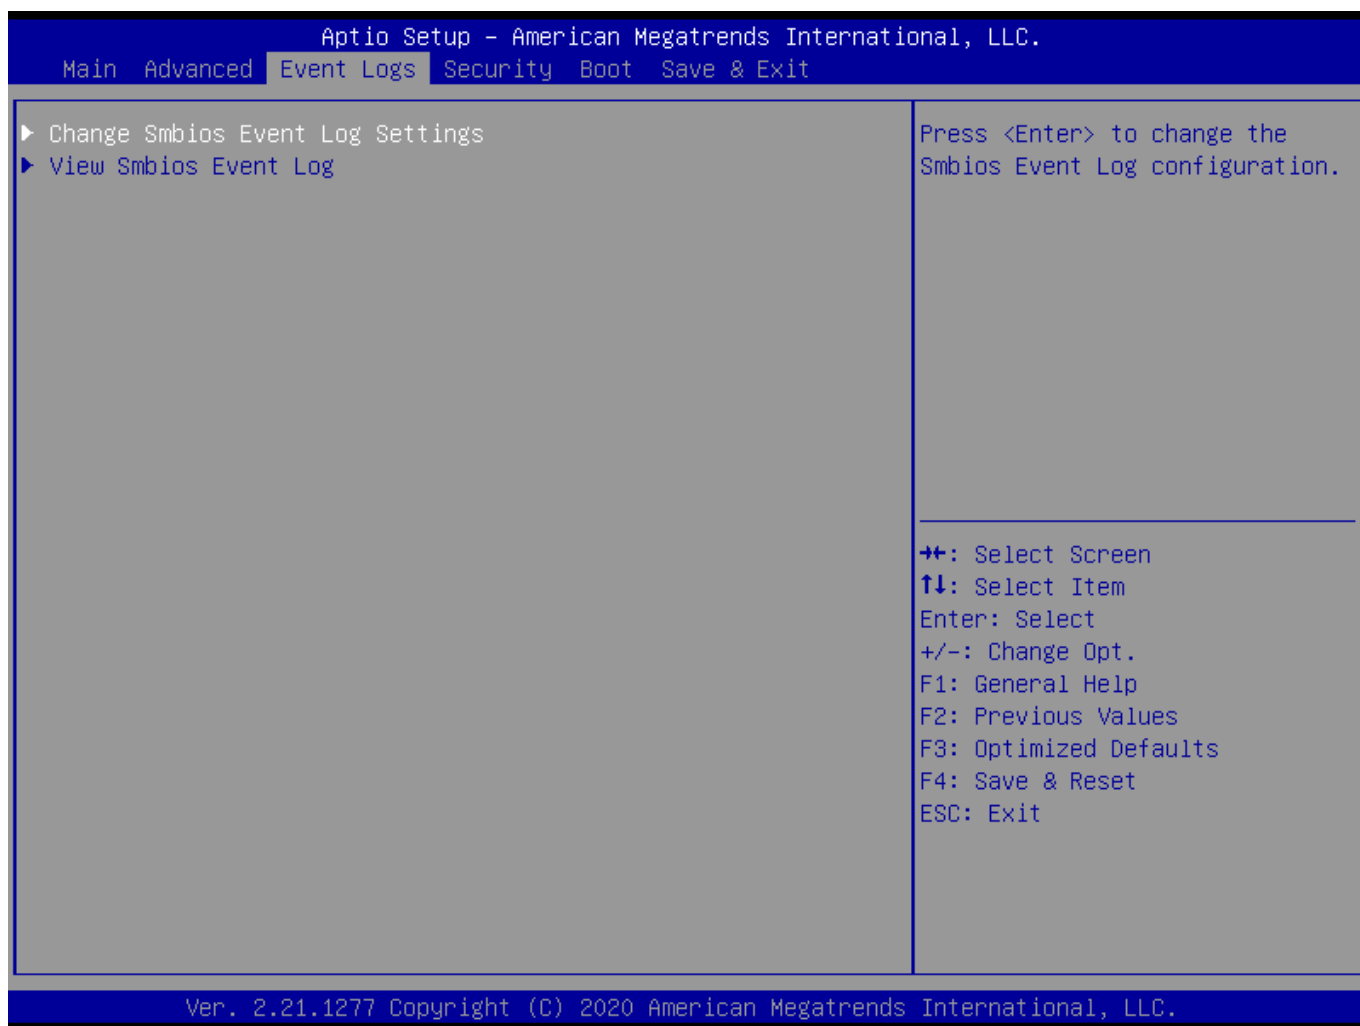 Aptio Setup – American Megatrends International, LLC.
Main Advanced Event Logs Security Boot Save & Exit
▶ Change Smbios Event Log Settings
▶ View Smbios Event Log
Press <Enter> to change the
Smbios Event Log configuration.
→←: Select Screen
↑↓: Select Item
Enter: Select
+/-: Change Opt.
F1: General Help
F2: Previous Values
F3: Optimized Defaults
F4: Save & Reset
ESC: Exit
Ver. 2.21.1277 Copyright (C) 2020 American Megatrends International, LLC.